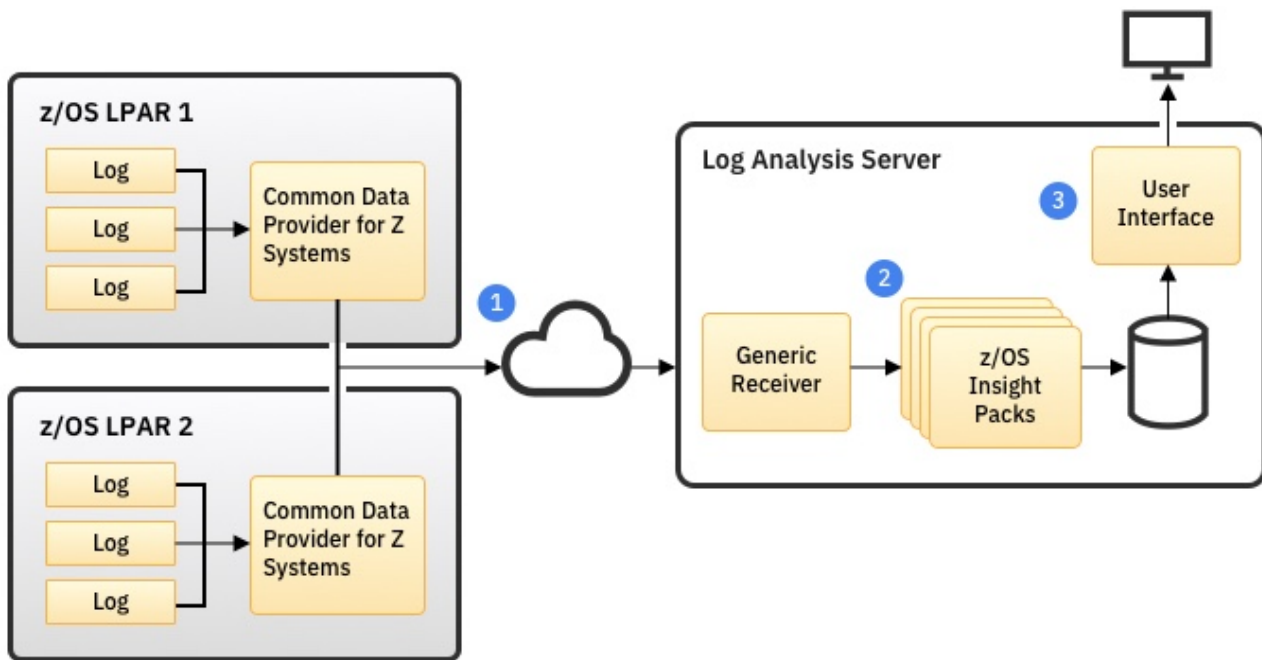 z/OS LPAR 1
Log
Log
Log
Common Data
Provider for Z
Systems
z/OS LPAR 2
Log
Log
Log
Common Data
Provider for Z
Systems
1
Log Analysis Server
Generic
Receiver
2
z/OS
Insight
Packs
3
User
Interface